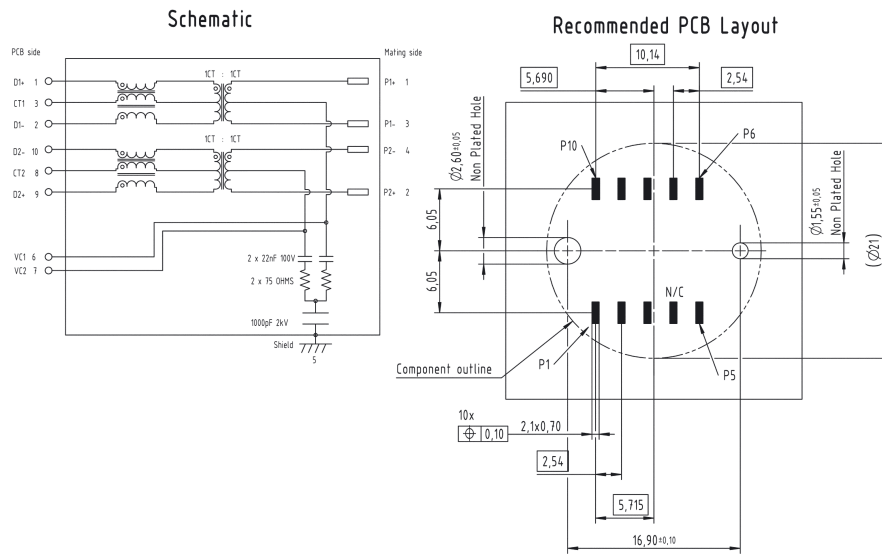 Schematic
PCB side
Mating side
1CT : 1CT
D1+ 1
P1+ 1
CT1 3
D1- 2
P1- 3
1CT : 1CT
D2- 10
P2- 4
CT2 8
D2+ 9
P2+ 2
VC1 6
VC2 7
2 x 22nF 100V
2 x 75 OHMS
1000pF 2kV
Shield
5
Recommended PCB Layout
10,14
5,690
2,54
Ø2,60±0,05
Non Plated Hole
P10
P6
Ø1,55±0,05
Non Plated Hole
(Ø21)
6,05
6,05
N/C
P1
P5
Component outline
10x
⌖ 0,10
2,1x0,70
2,54
5,715
16,90±0,10